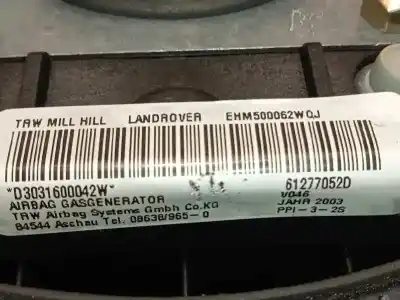 TRW MILL HILL LANDROVER EHM500062WQJ
*D3031600042W* 61277052D
AIRBAG GASGENERATOR V046
TRW Airbag Systems Gmbh Co.KG JAHR 2003
84544 Aschau Tel. 08638/965-0 PPI-3-2S